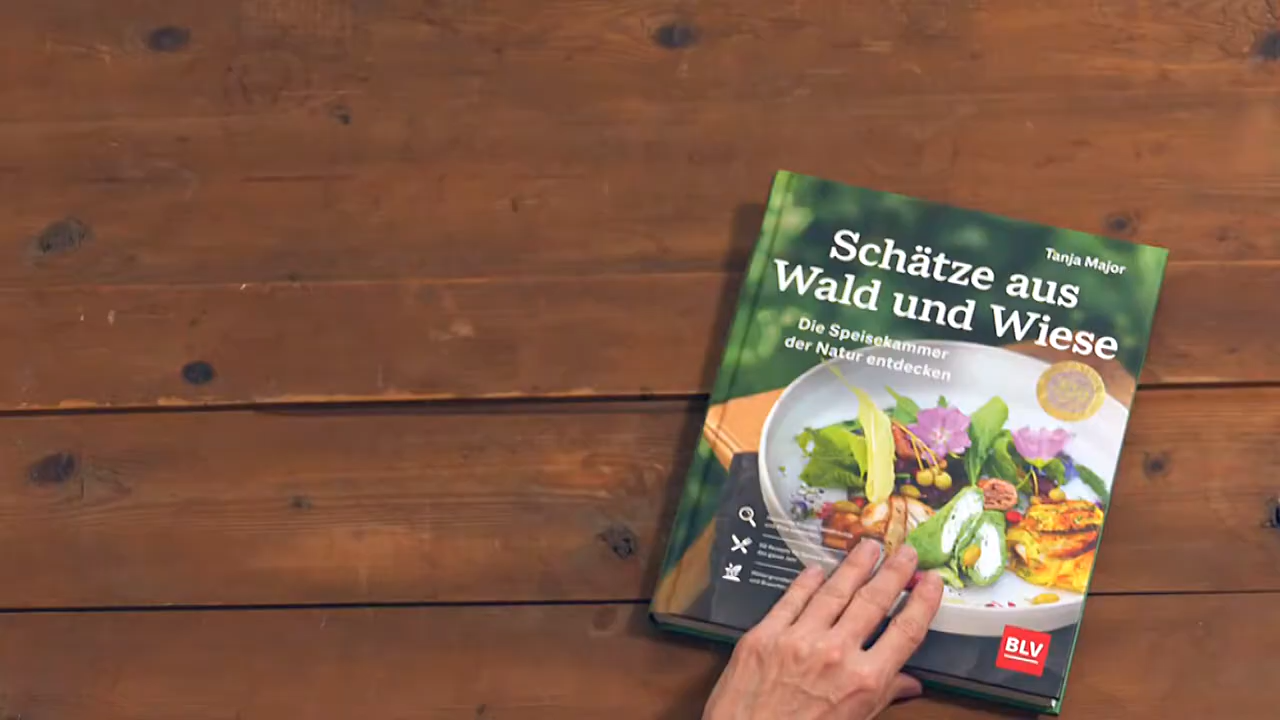 Tanja Major
Schätze aus
Wald und Wiese
Die Speisekammer
der Natur entdecken
BLV